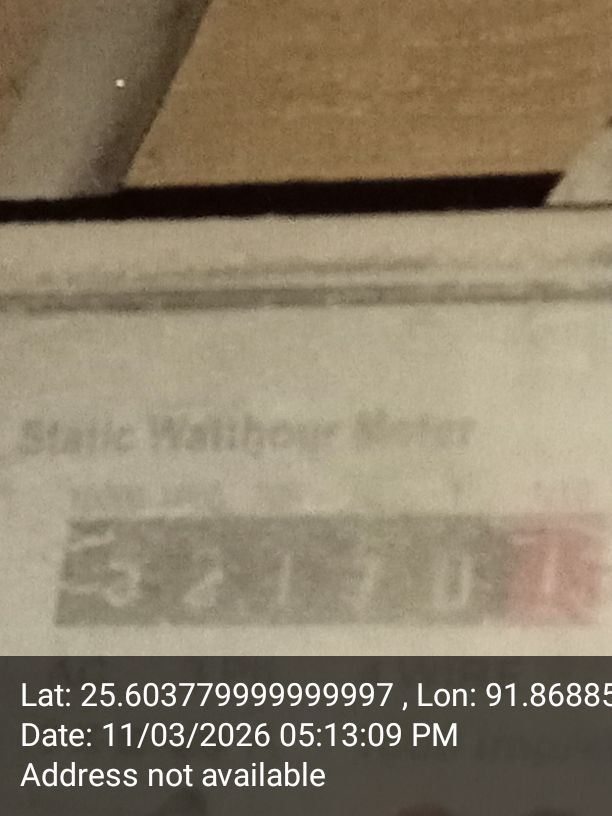 Static Watthour Meter
3 2 1 7 0 1
Lat: 25.603779999999997 , Lon: 91.86885
Date: 11/03/2026 05:13:09 PM
Address not available